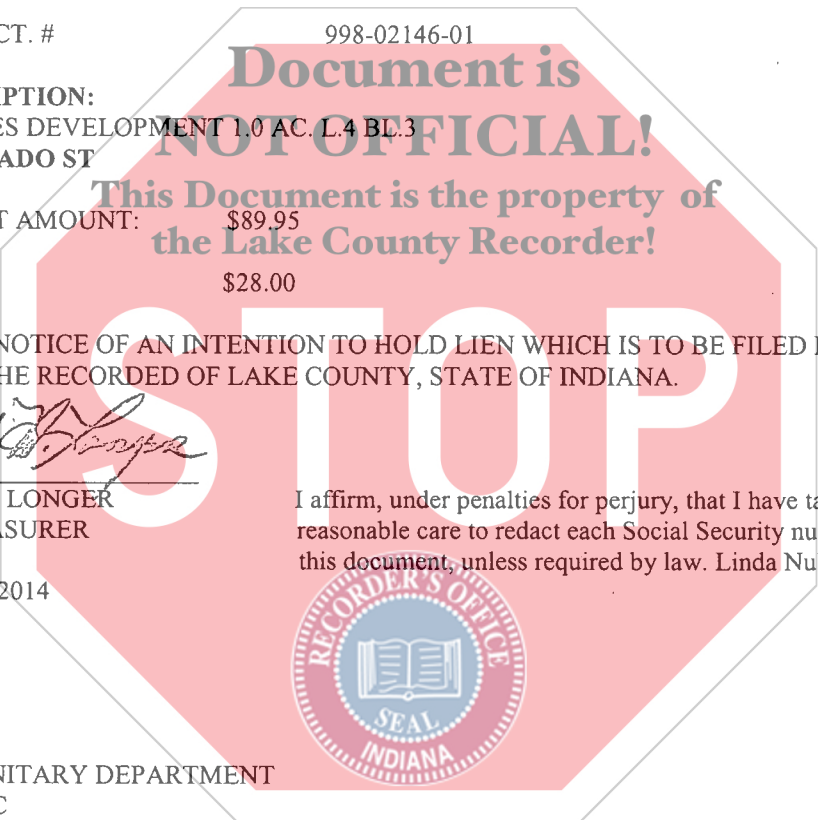 CT. # 998-02146-01
Document is
IPTION:
ES DEVELOPMENT 1.0 AC. L.4 BL.3
NOT OFFICIAL!
ADO ST
This Document is the property of
T AMOUNT: $89.95
the Lake County Recorder!
$28.00
STOP
NOTICE OF AN INTENTION TO HOLD LIEN WHICH IS TO BE FILED I
HE RECORDED OF LAKE COUNTY, STATE OF INDIANA.
LONGER
ASURER
I affirm, under penalties for perjury, that I have ta
reasonable care to redact each Social Security nu
this document, unless required by law. Linda Nu
2014
RECORDER'S OFFICE
SEAL
INDIANA
NITARY DEPARTMENT
C